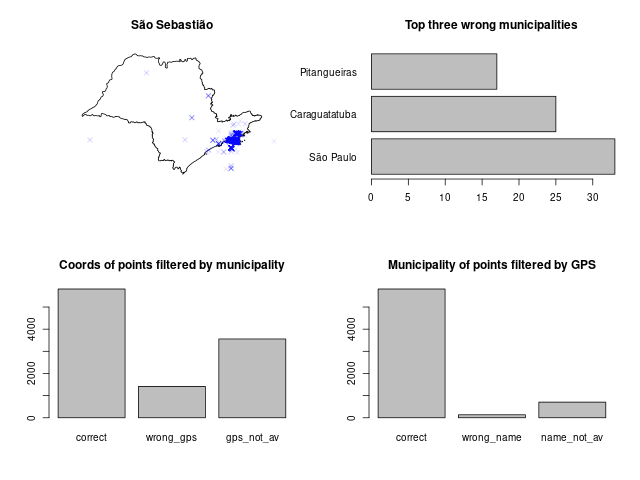 São Sebastião
Top three wrong municipalities
Pitangueiras
Caraguatatuba
São Paulo
0 5 10 15 20 25 30
Coords of points filtered by municipality
0 2000 4000
correct wrong_gps gps_not_av
Municipality of points filtered by GPS
0 2000 4000
correct wrong_name name_not_av